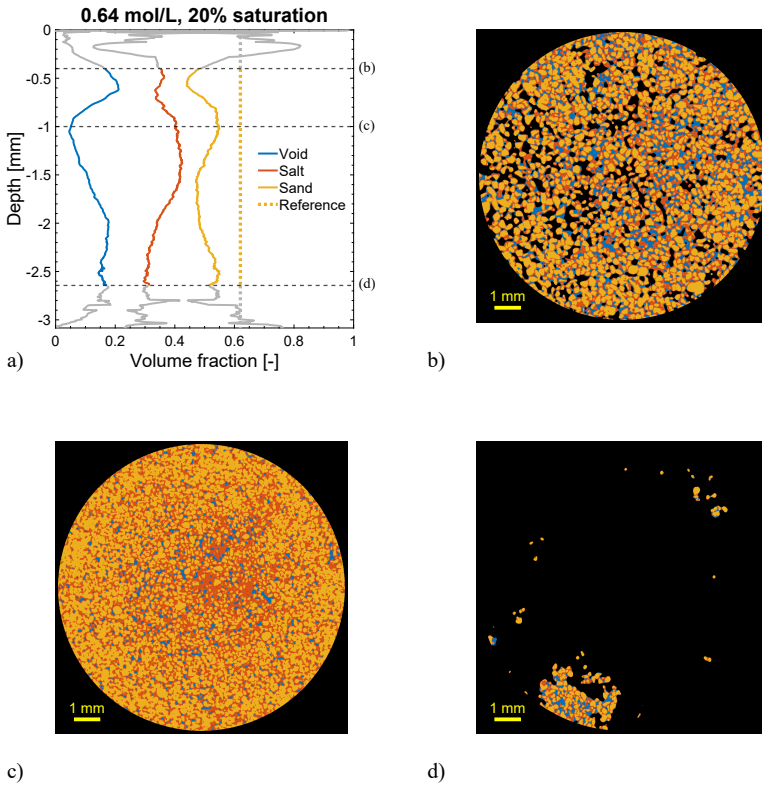 0.64 mol/L, 20% saturation
0
-0.5
-1
-1.5
-2
-2.5
-3
Depth [mm]
(b)
(c)
(d)
Void
Salt
Sand
Reference
0 0.2 0.4 0.6 0.8 1
Volume fraction [-]
a)
1 mm
b)
1 mm
c)
1 mm
d)